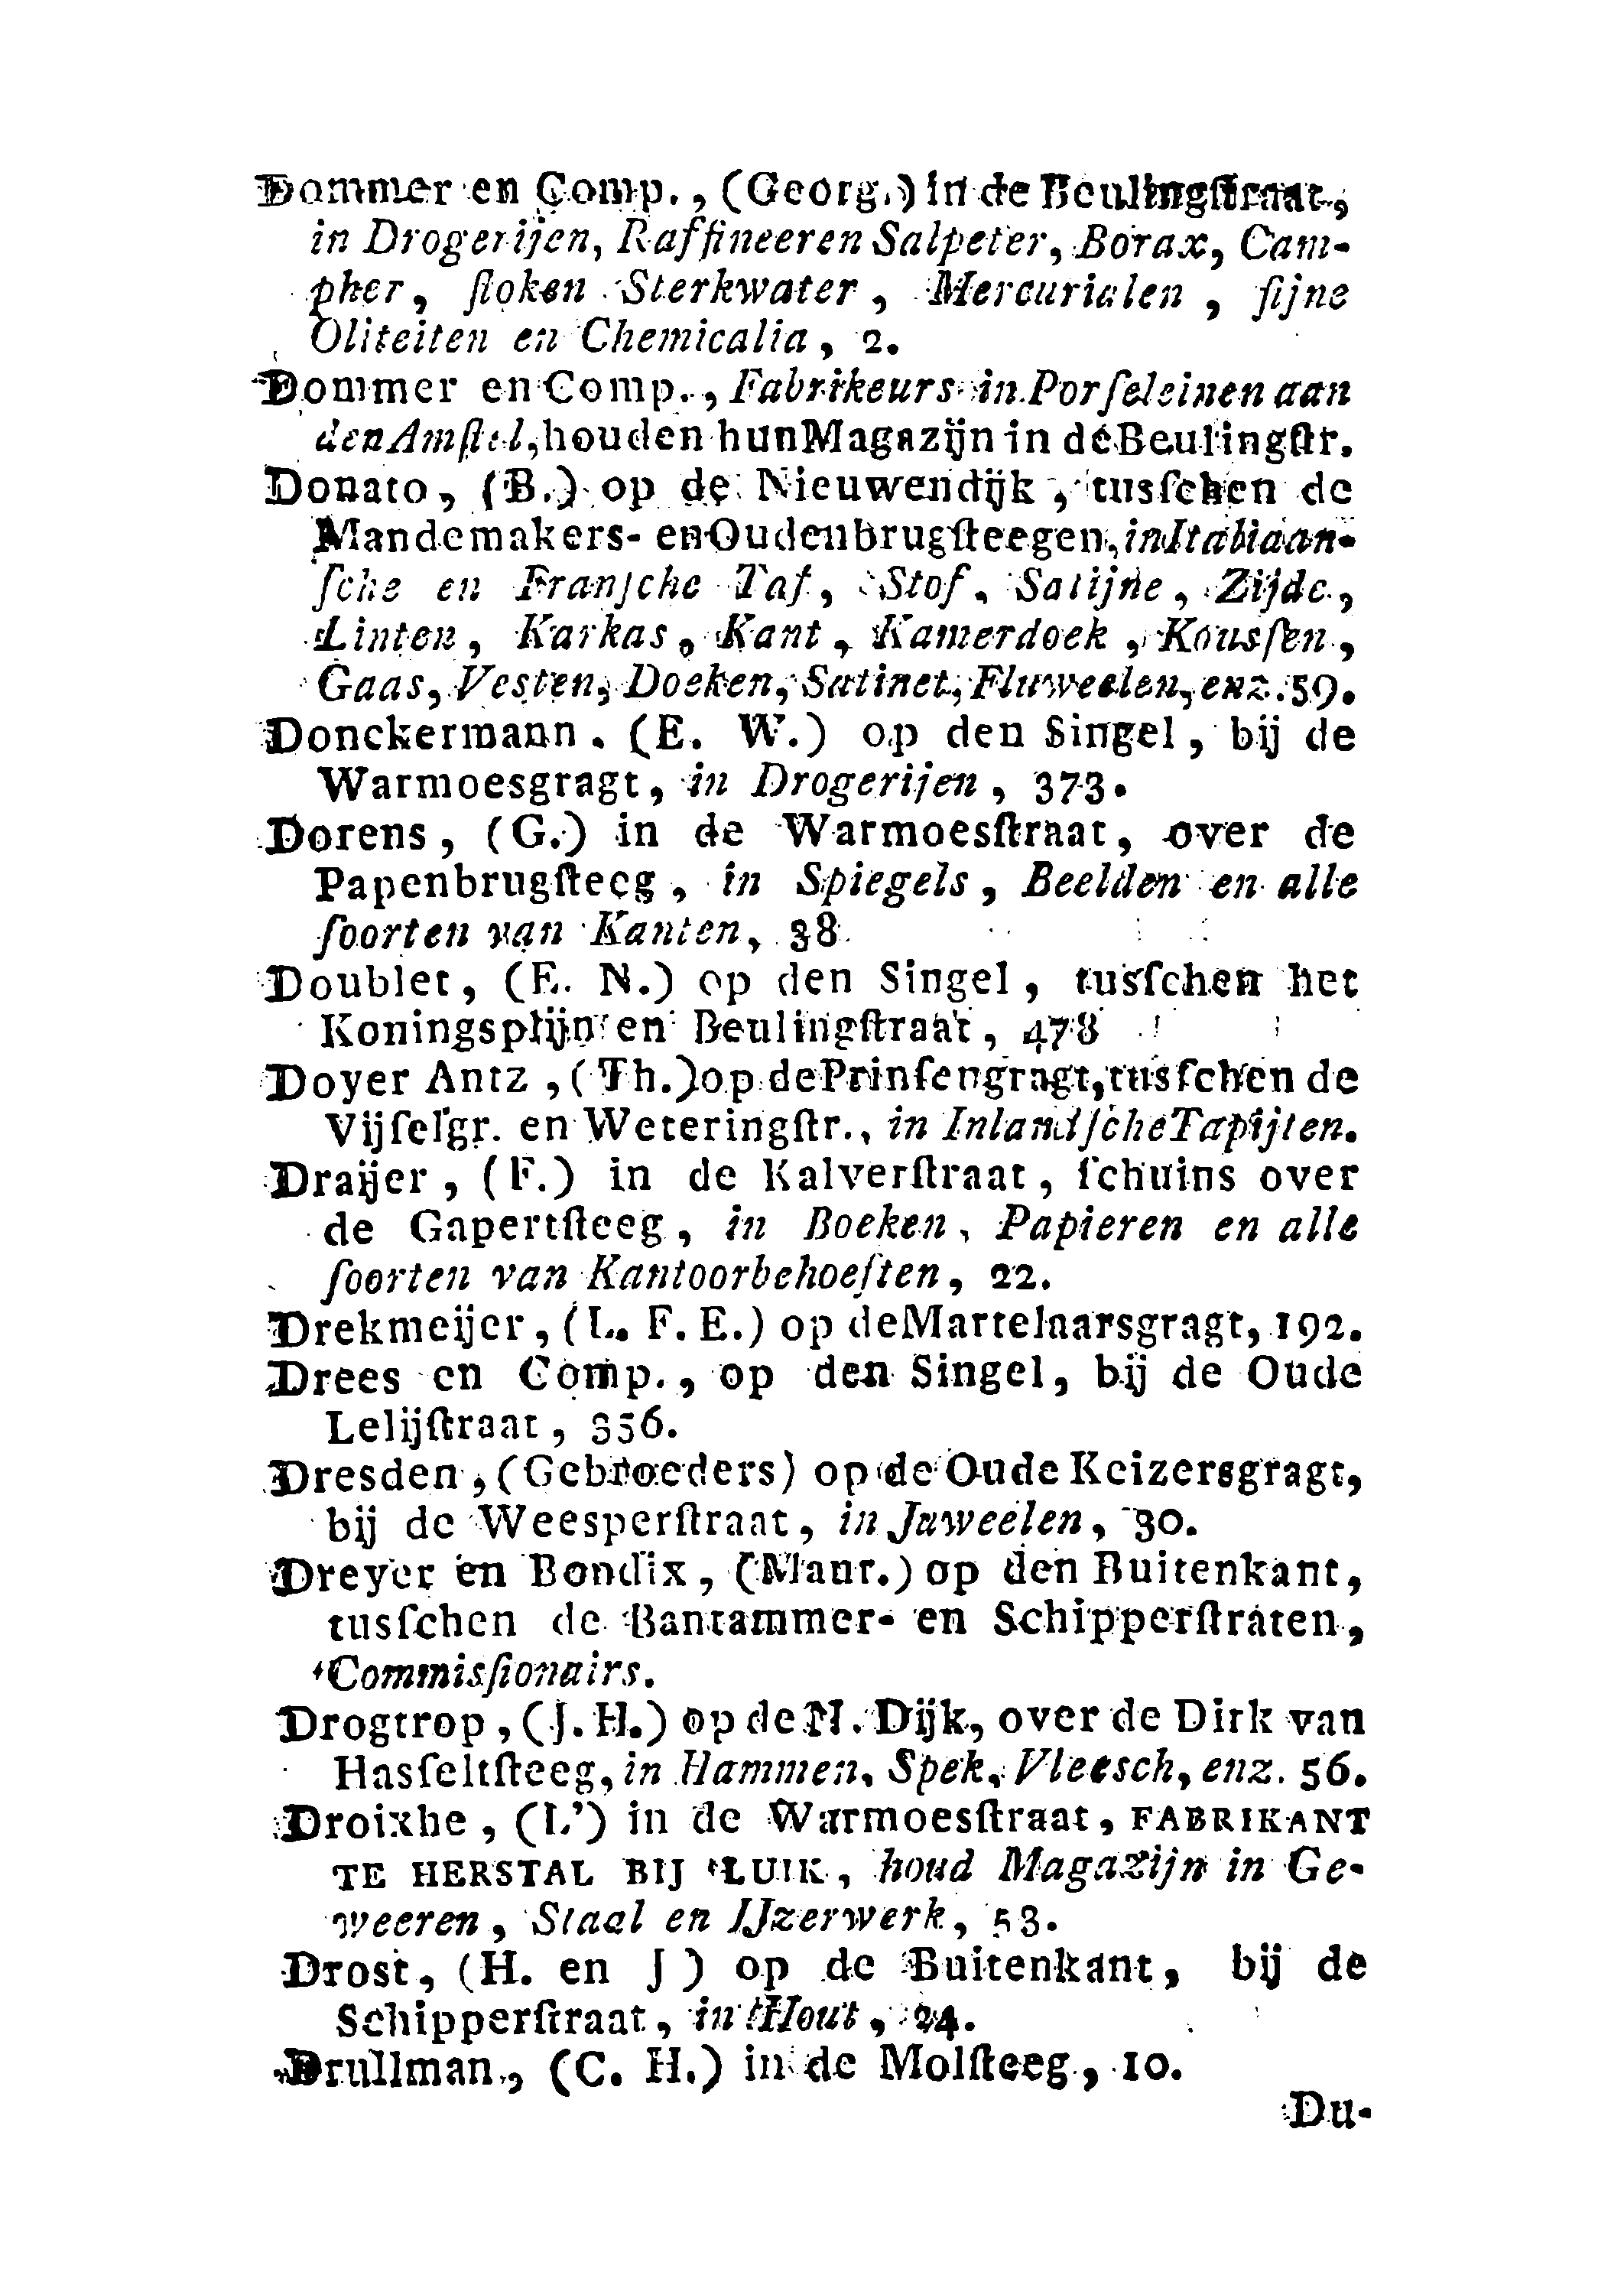 Dommer en Comp., (Georg.) in de Beulingſtraat,
in Drogerijen, Raffineeren Salpeter, Borax, Cam-
pher, ſtoken Sterkwater, Mercurialen, fijne
Oliteiten en Chemicalia, 2.
Dommer en Comp., Fabrikeurs in Porſeleinen aan
den Amſtel, houden hun Magazijn in de Beulingſtr.
Donato, (B.) op de Nieuwendijk, tusſchen de
Mandemakers- en Oudenbrugſteegen, in Italiaan-
ſche en Franſche Taf, Stof, Satijne, Zijde,
Linten, Karkas, Kant, Kamerdoek, Kousſen,
Gaas, Vesten, Doeken, Satinet, Fluweelen, enz. 59.
Donckermann. (E. W.) op den Singel, bij de
Warmoesgragt, in Drogerijen, 373.
Dorens, (G.) in de Warmoesſtraat, over de
Papenbrugſteeg, in Spiegels, Beelden en alle
ſoorten van Kanten, 38
Doublet, (E. N.) op den Singel, tusſchen het
Koningsplijn en Beulingſtraat, 478
Doyer Antz, (Th.) op de Prinſengragt, tusſchen de
Vijſelgr. en Weteringſtr., in Inlandſche Tapijten.
Draijer, (F.) in de Kalverſtraat, ſchuins over
de Gapertſteeg, in Boeken, Papieren en alle
ſoorten van Kantoorbehoeften, 22.
Drekmeijer, (L. F. E.) op de Martelaarsgragt, 192.
Drees en Comp., op den Singel, bij de Oude
Lelijſtraat, 356.
Dresden, (Gebroeders) op de Oude Keizersgragt,
bij de Weesperſtraat, in Juweelen, 30.
Dreyer en Bondix, (Maur.) op den Buitenkant,
tusſchen de Bantammer- en Schipperſtraten,
Commisſionairs.
Drogtrop, (J. H.) op de N. Dijk, over de Dirk van
Hasſeltſteeg, in Hammen, Spek, Vleesch, enz. 56.
Droixhe, (L') in de Warmoesſtraat, FABRIKANT
TE HERSTAL BIJ LUIK, houd Magazijn in Ge-
weeren, Staal en IJzerwerk, 53.
Drost, (H. en J) op de Buitenkant, bij de
Schipperſtraat, in Hout, 24.
Drullman, (C. H.) in de Molſteeg, 10.
Du-